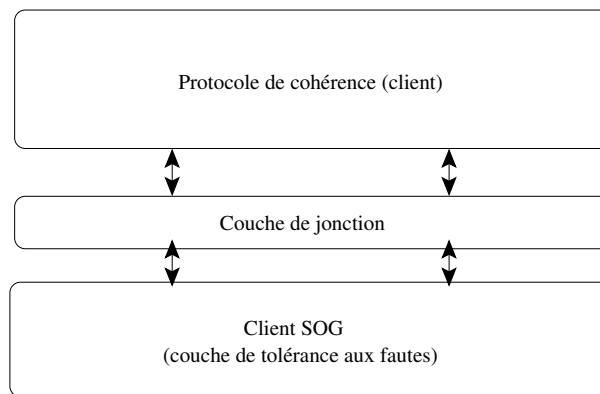 Protocole de cohérence (client)
Couche de jonction
Client SOG
(couche de tolérance aux fautes)